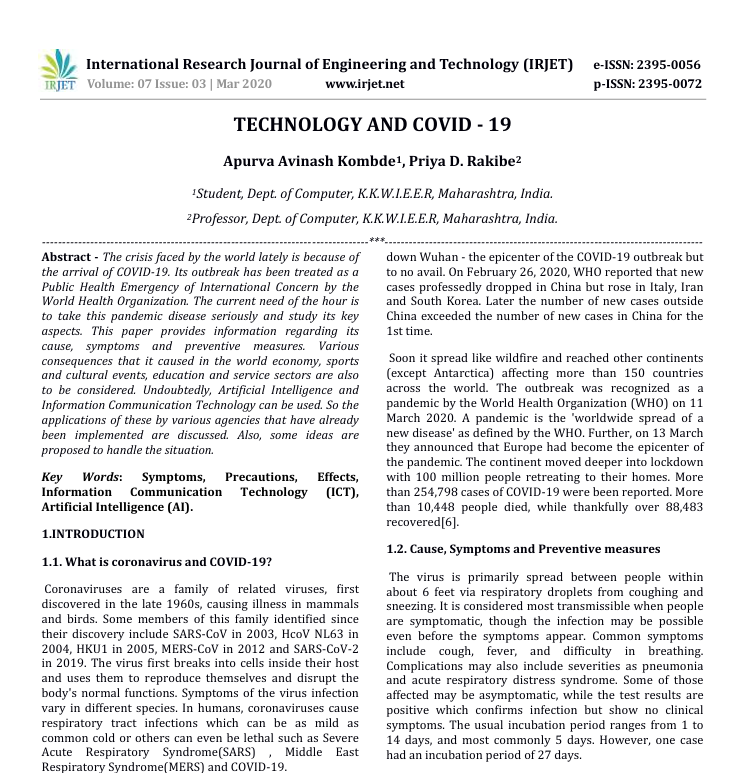 International Research Journal of Engineering and Technology (IRJET) e-ISSN: 2395-0056
IRJET Volume: 07 Issue: 03 | Mar 2020 www.irjet.net p-ISSN: 2395-0072
TECHNOLOGY AND COVID - 19
Apurva Avinash Kombde1, Priya D. Rakibe2
1Student, Dept. of Computer, K.K.W.I.E.E.R, Maharashtra, India.
2Professor, Dept. of Computer, K.K.W.I.E.E.R, Maharashtra, India.
---------------------------------------------------------------------***---------------------------------------------------------------------
Abstract - The crisis faced by the world lately is because of
the arrival of COVID-19. Its outbreak has been treated as a
Public Health Emergency of International Concern by the
World Health Organization. The current need of the hour is
to take this pandemic disease seriously and study its key
aspects. This paper provides information regarding its
cause, symptoms and preventive measures. Various
consequences that it caused in the world economy, sports
and cultural events, education and service sectors are also
to be considered. Undoubtedly, Artificial Intelligence and
Information Communication Technology can be used. So the
applications of these by various agencies that have already
been implemented are discussed. Also, some ideas are
proposed to handle the situation.
Key Words: Symptoms, Precautions, Effects,
Information Communication Technology (ICT),
Artificial Intelligence (AI).
1.INTRODUCTION
1.1. What is coronavirus and COVID-19?
Coronaviruses are a family of related viruses, first
discovered in the late 1960s, causing illness in mammals
and birds. Some members of this family identified since
their discovery include SARS-CoV in 2003, HcoV NL63 in
2004, HKU1 in 2005, MERS-CoV in 2012 and SARS-CoV-2
in 2019. The virus first breaks into cells inside their host
and uses them to reproduce themselves and disrupt the
body's normal functions. Symptoms of the virus infection
vary in different species. In humans, coronaviruses cause
respiratory tract infections which can be as mild as
common cold or others can even be lethal such as Severe
Acute Respiratory Syndrome(SARS) , Middle East
Respiratory Syndrome(MERS) and COVID-19.
down Wuhan - the epicenter of the COVID-19 outbreak but
to no avail. On February 26, 2020, WHO reported that new
cases professedly dropped in China but rose in Italy, Iran
and South Korea. Later the number of new cases outside
China exceeded the number of new cases in China for the
1st time.
Soon it spread like wildfire and reached other continents
(except Antarctica) affecting more than 150 countries
across the world. The outbreak was recognized as a
pandemic by the World Health Organization (WHO) on 11
March 2020. A pandemic is the 'worldwide spread of a
new disease' as defined by the WHO. Further, on 13 March
they announced that Europe had become the epicenter of
the pandemic. The continent moved deeper into lockdown
with 100 million people retreating to their homes. More
than 254,798 cases of COVID-19 were been reported. More
than 10,448 people died, while thankfully over 88,483
recovered[6].
1.2. Cause, Symptoms and Preventive measures
The virus is primarily spread between people within
about 6 feet via respiratory droplets from coughing and
sneezing. It is considered most transmissible when people
are symptomatic, though the infection may be possible
even before the symptoms appear. Common symptoms
include cough, fever, and difficulty in breathing.
Complications may also include severities as pneumonia
and acute respiratory distress syndrome. Some of those
affected may be asymptomatic, while the test results are
positive which confirms infection but show no clinical
symptoms. The usual incubation period ranges from 1 to
14 days, and most commonly 5 days. However, one case
had an incubation period of 27 days.